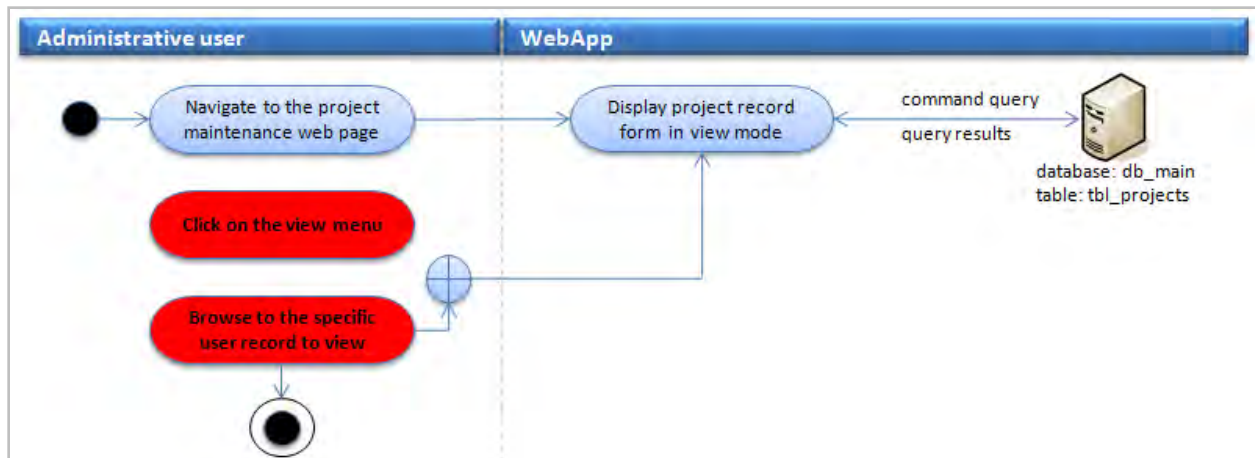 Administrative user
WebApp
Navigate to the project
maintenance web page
Display project record
form in view mode
command query
query results
database: db_main
table: tbl_projects
Click on the view menu
Browse to the specific
user record to view